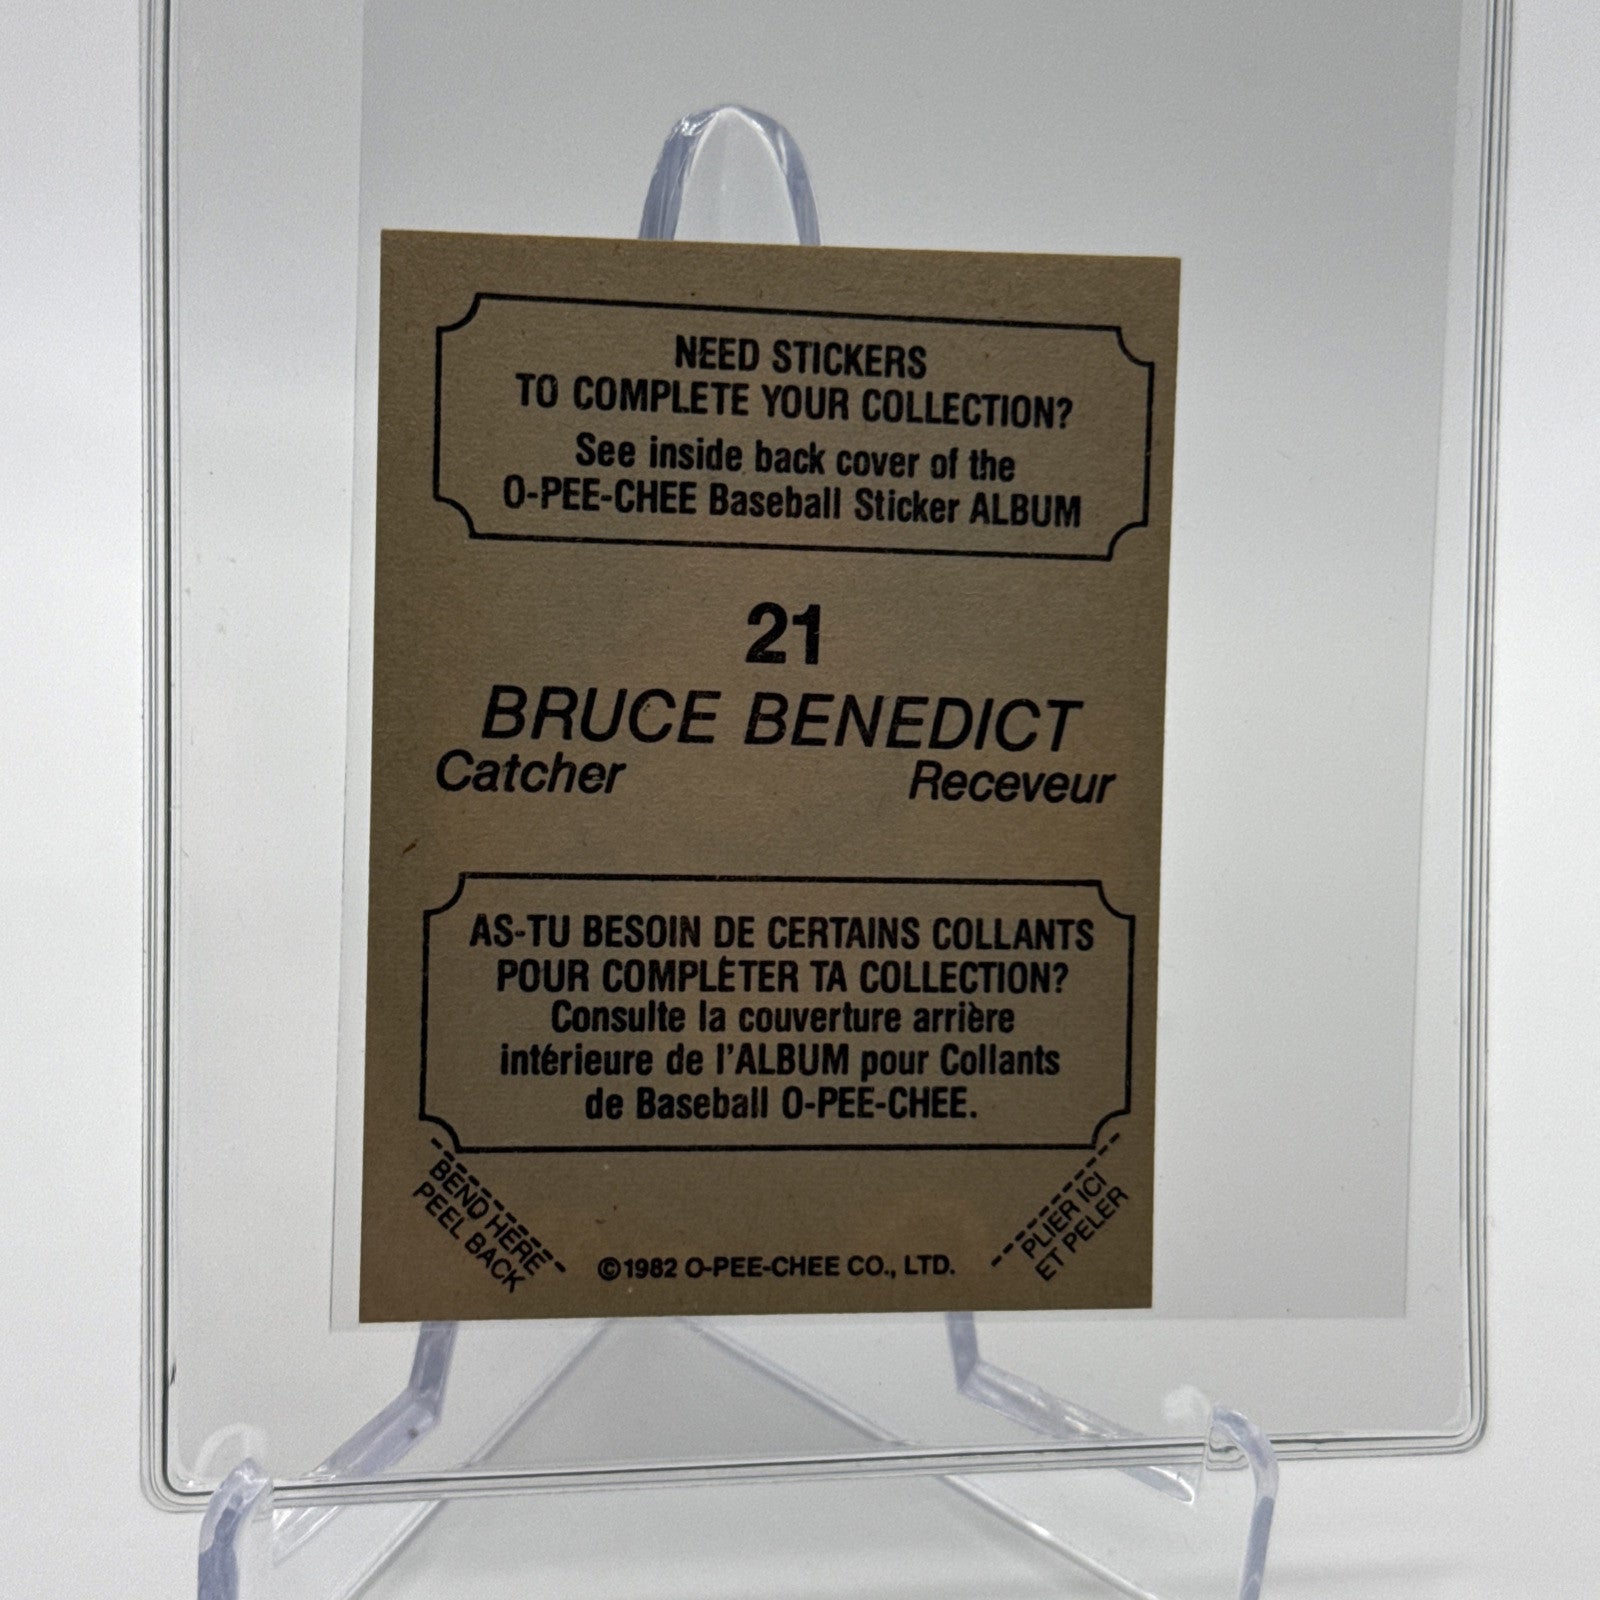 NEED STICKERS
TO COMPLETE YOUR COLLECTION?
See inside back cover of the
O-PEE-CHEE Baseball Sticker ALBUM
21
BRUCE BENEDICT
Catcher Receveur
AS-TU BESOIN DE CERTAINS COLLANTS
POUR COMPLÉTER TA COLLECTION?
Consulte la couverture arrière
intérieure de l'ALBUM pour Collants
de Baseball O-PEE-CHEE.
BEND HERE
PEEL BACK
©1982 O-PEE-CHEE CO., LTD.
PLIER ICI
ET PELER